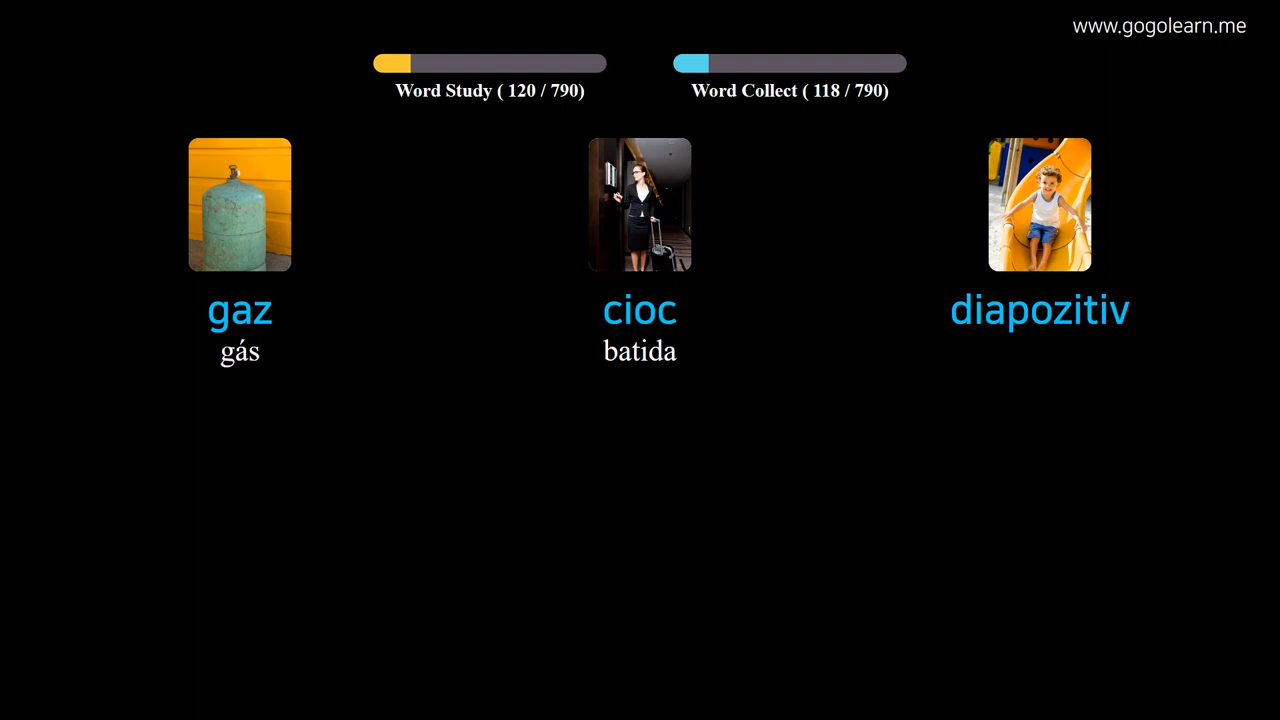 www.gogolearn.me
Word Study ( 120 / 790)
Word Collect ( 118 / 790)
gaz
cioc
diapozitiv
gás
batida